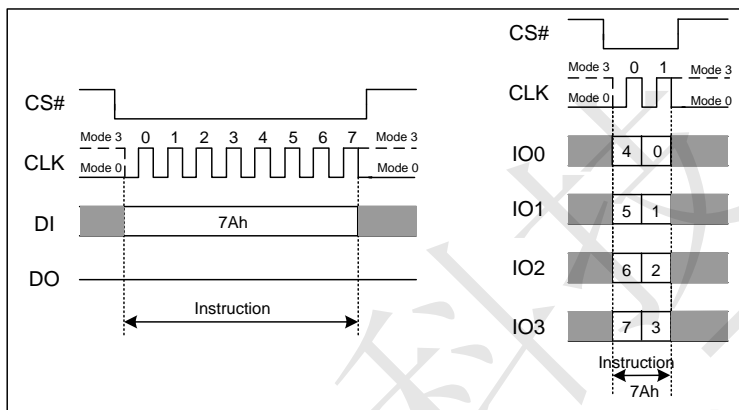 CS#
Mode 3 0 1 2 3 4 5 6 7 Mode 3
CLK
Mode 0 Mode 0
DI 7Ah
DO
Instruction
CS#
Mode 3 0 1 Mode 3
CLK
Mode 0 Mode 0
IO0 4 0
IO1 5 1
IO2 6 2
IO3 7 3
Instruction
7Ah
科技